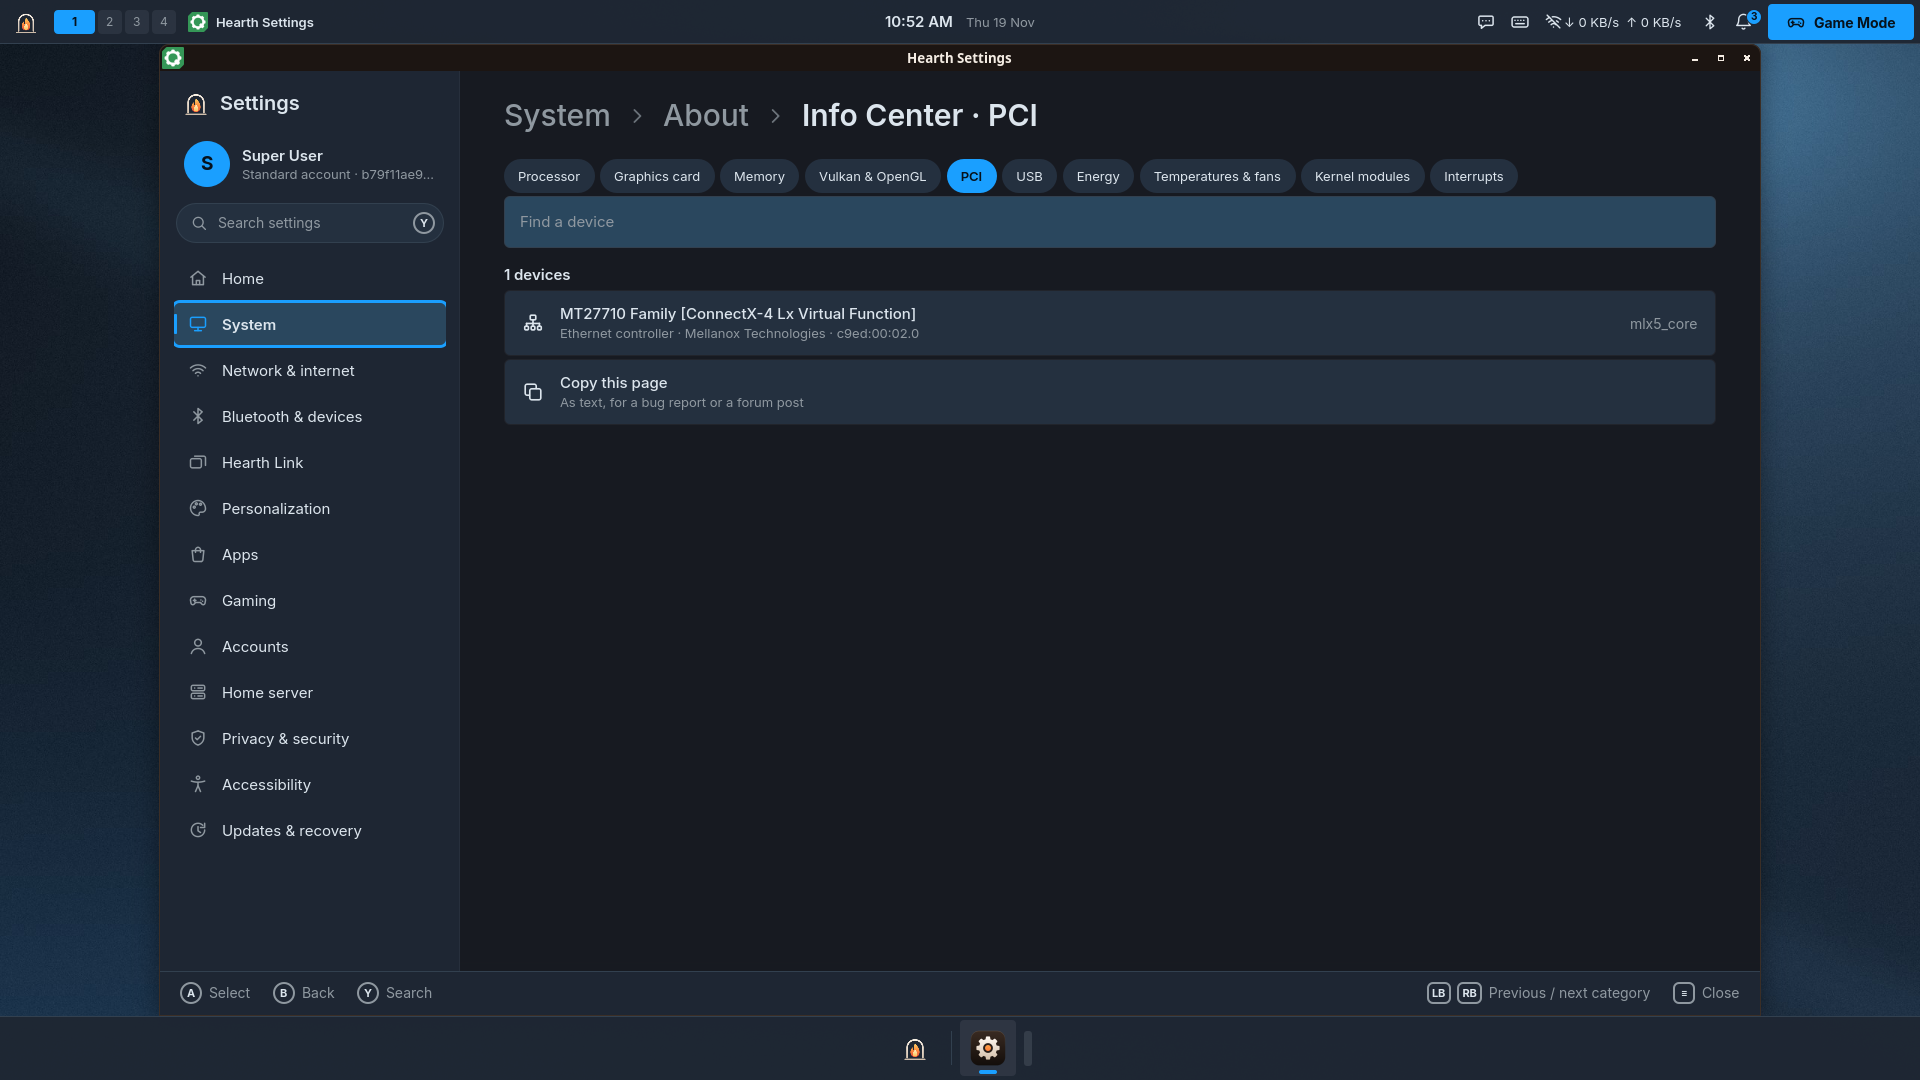 1 2 3 4 Hearth Settings 10:52 AM Thu 19 Nov ↓ 0 KB/s ↑ 0 KB/s 3 Game Mode
Hearth Settings
Settings
S
Super User
Standard account · b79f11ae9...
Search settings Y
Home
System
Network & internet
Bluetooth & devices
Hearth Link
Personalization
Apps
Gaming
Accounts
Home server
Privacy & security
Accessibility
Updates & recovery
System > About > Info Center · PCI
Processor Graphics card Memory Vulkan & OpenGL PCI USB Energy Temperatures & fans Kernel modules Interrupts
Find a device
1 devices
MT27710 Family [ConnectX-4 Lx Virtual Function]
Ethernet controller · Mellanox Technologies · c9ed:00:02.0
mlx5_core
Copy this page
As text, for a bug report or a forum post
A Select B Back Y Search LB RB Previous / next category ≡ Close